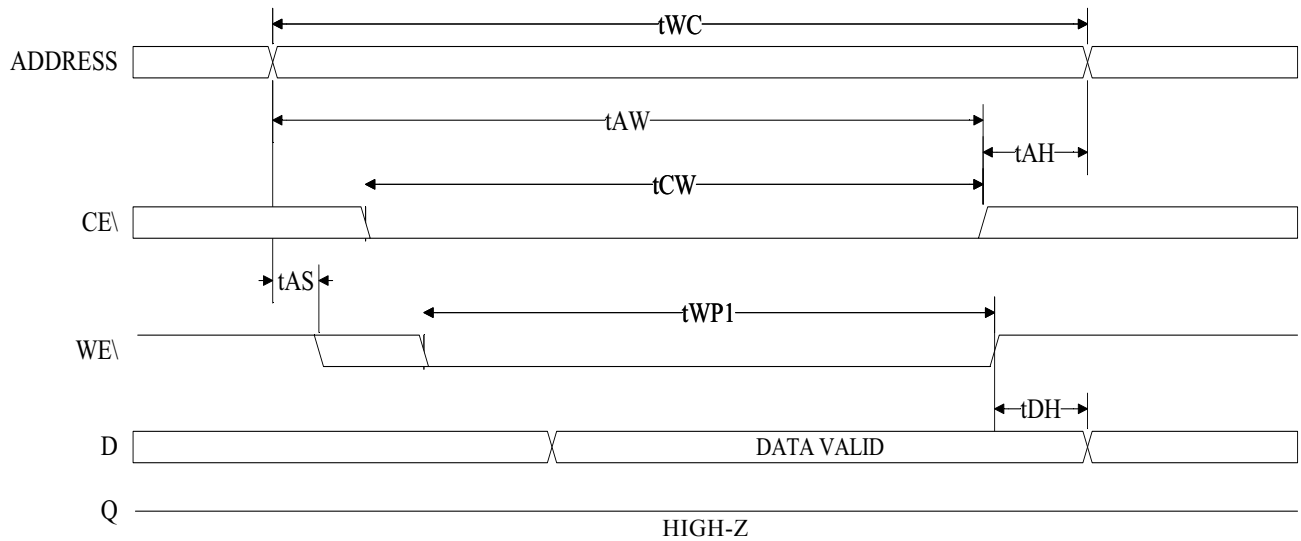 tWC
ADDRESS
tAW
tAH
tCW
CE\
tAS
tWP1
WE\
tDH
D
DATA VALID
Q
HIGH-Z